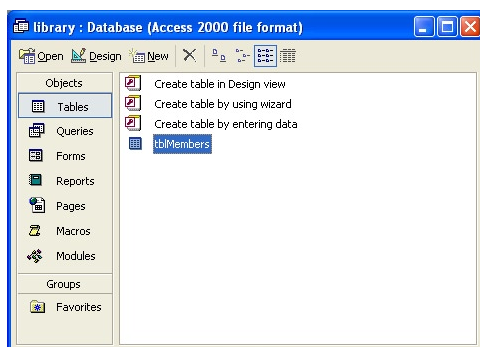 library : Database (Access 2000 file format)
Open Design New
Objects
Tables
Queries
Forms
Reports
Pages
Macros
Modules
Groups
Favorites
Create table in Design view
Create table by using wizard
Create table by entering data
tblMembers